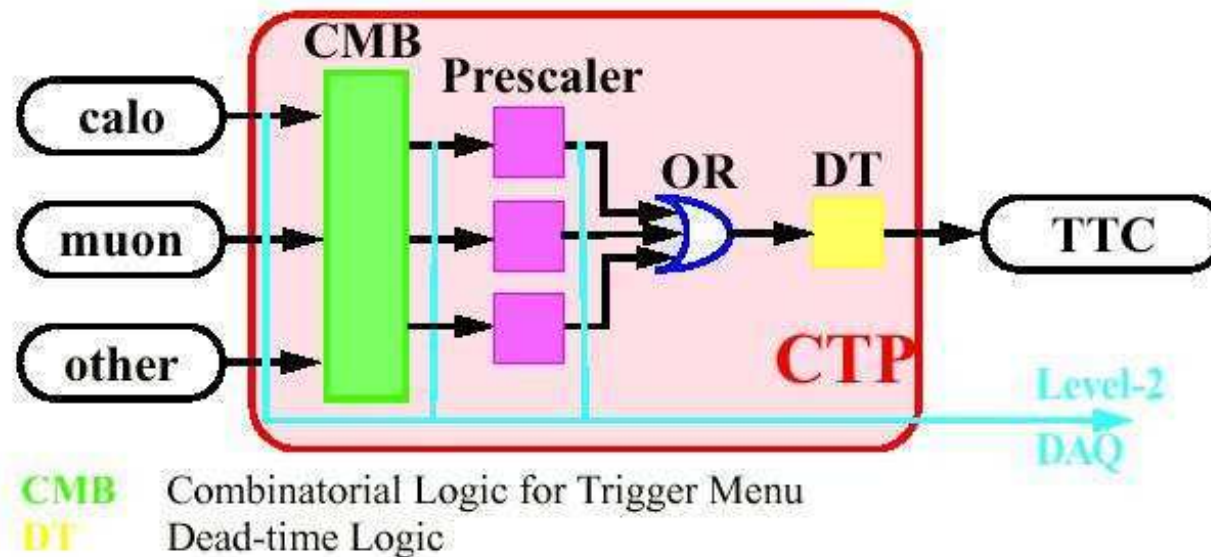 CMB
Prescaler
calo
OR
DT
muon
TTC
other
CTP
Level-2
DAQ
CMB Combinatorial Logic for Trigger Menu
DT Dead-time Logic